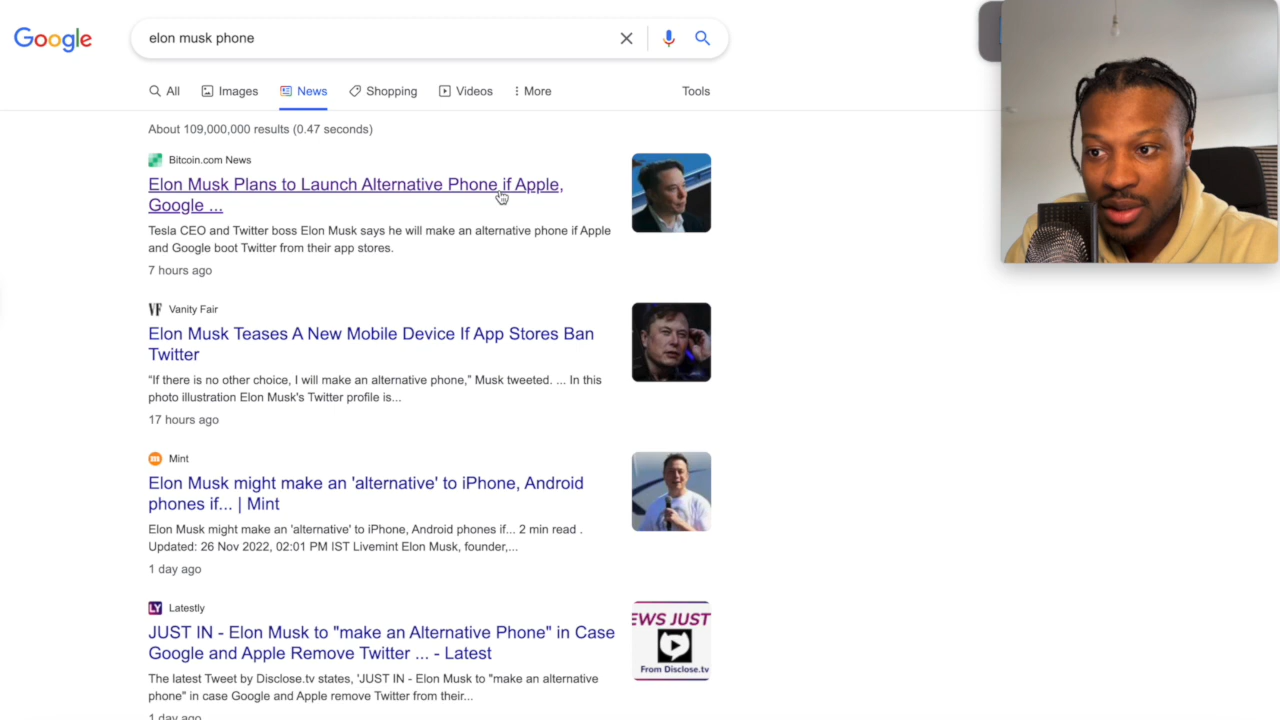 Google
elon musk phone
All
Images
News
Shopping
Videos
More
Tools
About 109,000,000 results (0.47 seconds)
Bitcoin.com News
Elon Musk Plans to Launch Alternative Phone if Apple,
Google ...
Tesla CEO and Twitter boss Elon Musk says he will make an alternative phone if Apple
and Google boot Twitter from their app stores.
7 hours ago
VF Vanity Fair
Elon Musk Teases A New Mobile Device If App Stores Ban
Twitter
“If there is no other choice, I will make an alternative phone,” Musk tweeted. ... In this
photo illustration Elon Musk's Twitter profile is...
17 hours ago
m Mint
Elon Musk might make an 'alternative' to iPhone, Android
phones if... | Mint
Elon Musk might make an 'alternative' to iPhone, Android phones if... 2 min read .
Updated: 26 Nov 2022, 02:01 PM IST Livemint Elon Musk, founder,...
1 day ago
LY Latestly
JUST IN - Elon Musk to "make an Alternative Phone" in Case
Google and Apple Remove Twitter ... - Latest
The latest Tweet by Disclose.tv states, 'JUST IN - Elon Musk to "make an alternative
phone" in case Google and Apple remove Twitter from their...
1 day ago
EWS JUST
From Disclose.tv